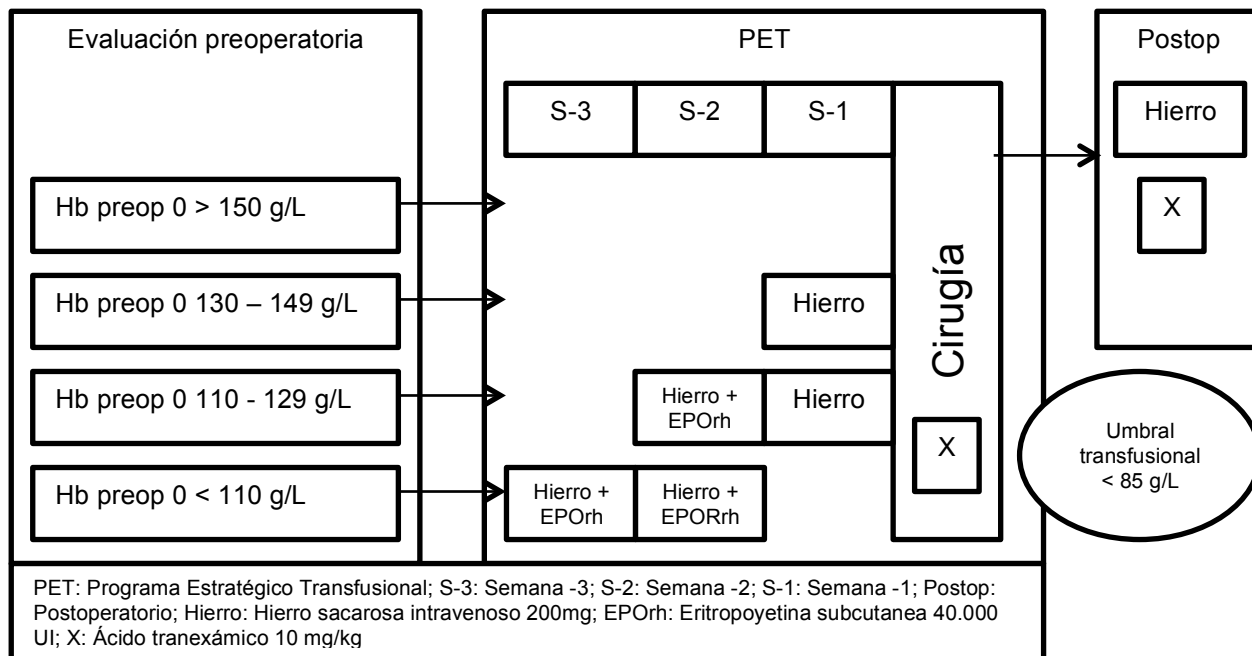 Evaluación preoperatoria
PET
Postop
S-3
S-2
S-1
Hierro
X
Hb preop 0 > 150 g/L
Hb preop 0 130 – 149 g/L
Hierro
Cirugía
Hb preop 0 110 - 129 g/L
Hierro +
EPOrh
Hierro
X
Umbral
transfusional
< 85 g/L
Hb preop 0 < 110 g/L
Hierro +
EPOrh
Hierro +
EPORrh
PET: Programa Estratégico Transfusional; S-3: Semana -3; S-2: Semana -2; S-1: Semana -1; Postop:
Postoperatorio; Hierro: Hierro sacarosa intravenoso 200mg; EPOrh: Eritropoyetina subcutanea 40.000
UI; X: Ácido tranexámico 10 mg/kg